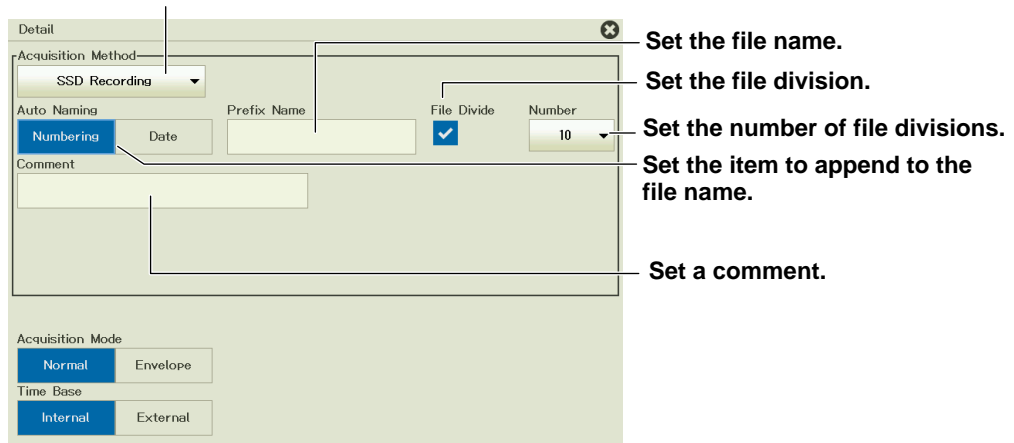 Detail
Set the file name.
Acquisition Method
SSD Recording
Set the file division.
Auto Naming
Prefix Name
File Divide
Number
Numbering
Date
10
Set the number of file divisions.
Comment
Set the item to append to the
file name.
Set a comment.
Acquisition Mode
Normal
Envelope
Time Base
Internal
External